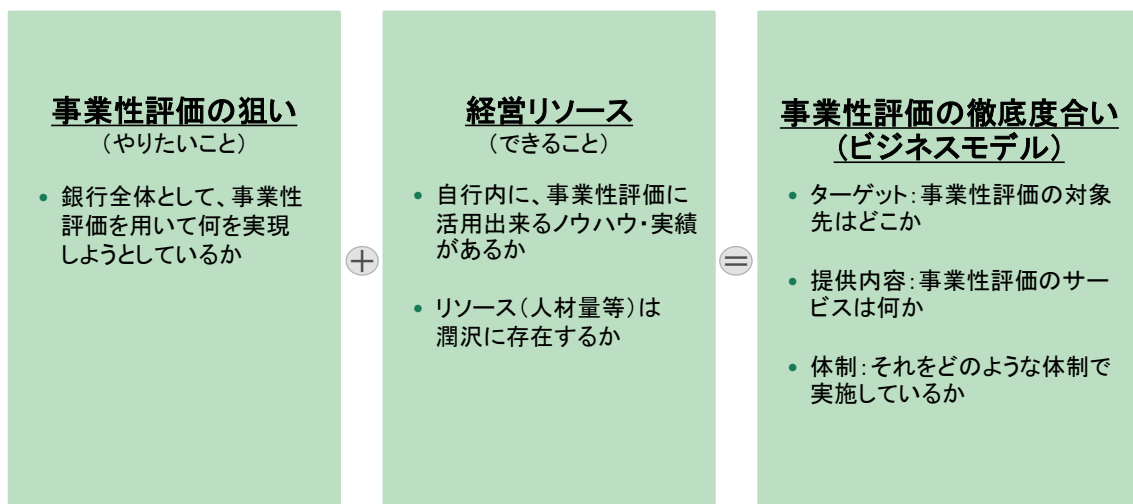 事業性評価の狙い
（やりたいこと）
• 銀行全体として、事業性
評価を用いて何を実現
しようとしているか
＋
経営リソース
（できること）
• 自行内に、事業性評価に
活用出来るノウハウ・実績
があるか
• リソース（人材量等）は
潤沢に存在するか
＝
事業性評価の徹底度合い
（ビジネスモデル）
• ターゲット：事業性評価の対象
先はどこか
• 提供内容：事業性評価のサー
ビスは何か
• 体制：それをどのような体制で
実施しているか